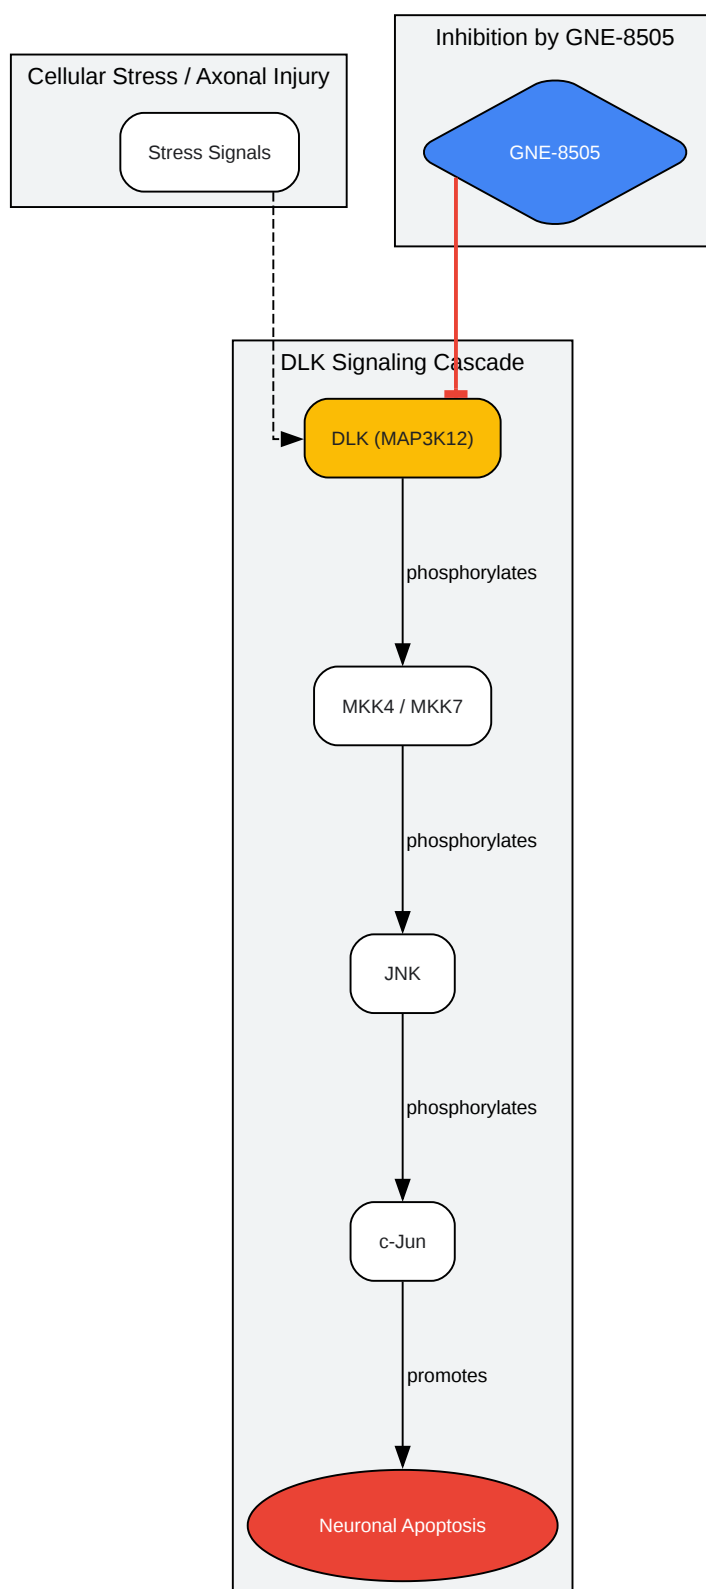 Inhibition by GNE-8505
Cellular Stress / Axonal Injury
Stress Signals
GNE-8505
DLK Signaling Cascade
DLK (MAP3K12)
phosphorylates
MKK4 / MKK7
phosphorylates
JNK
phosphorylates
c-Jun
promotes
Neuronal Apoptosis